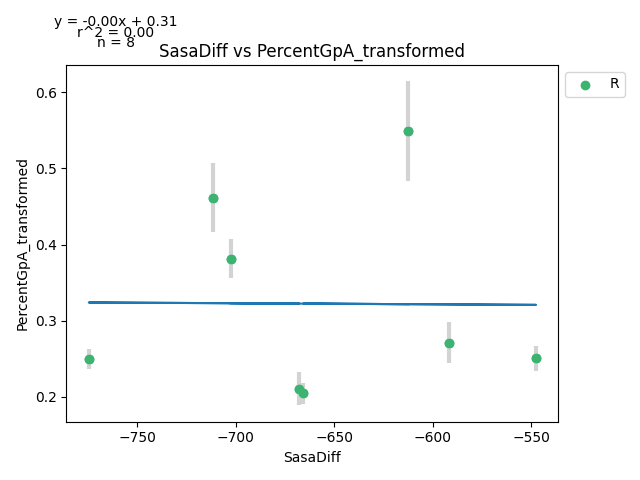 y = -0.00x + 0.31
r^2 = 0.00
n = 8
SasaDiff vs PercentGpA_transformed
R
PercentGpA_transformed
0.6
0.5
0.4
0.3
0.2
−750
−700
−650
−600
−550
SasaDiff